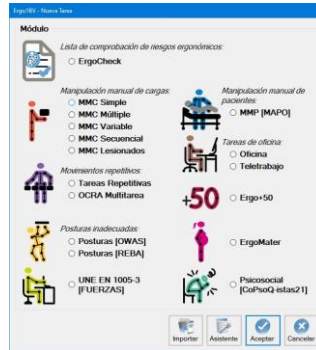 Ergo/IBV - Nueva Tarea
Módulo
Lista de comprobación de riesgos ergonómicos:
ErgoCheck
Manipulación manual de cargas:
MMC Simple
MMC Múltiple
MMC Variable
MMC Secuencial
MMC Lesionados
Manipulación manual de
pacientes:
MMP [MAPO]
Tareas de oficina:
Oficina
Teletrabajo
Movimientos repetitivos:
Tareas Repetitivas
OCRA Multitarea
+50
Ergo+50
Posturas inadecuadas:
Posturas [OWAS]
Posturas [REBA]
ErgoMater
UNE EN 1005-3
[FUERZAS]
Psicosocial
[CoPsoQ-istas21]
Importar
Asistente
Aceptar
Cancelar